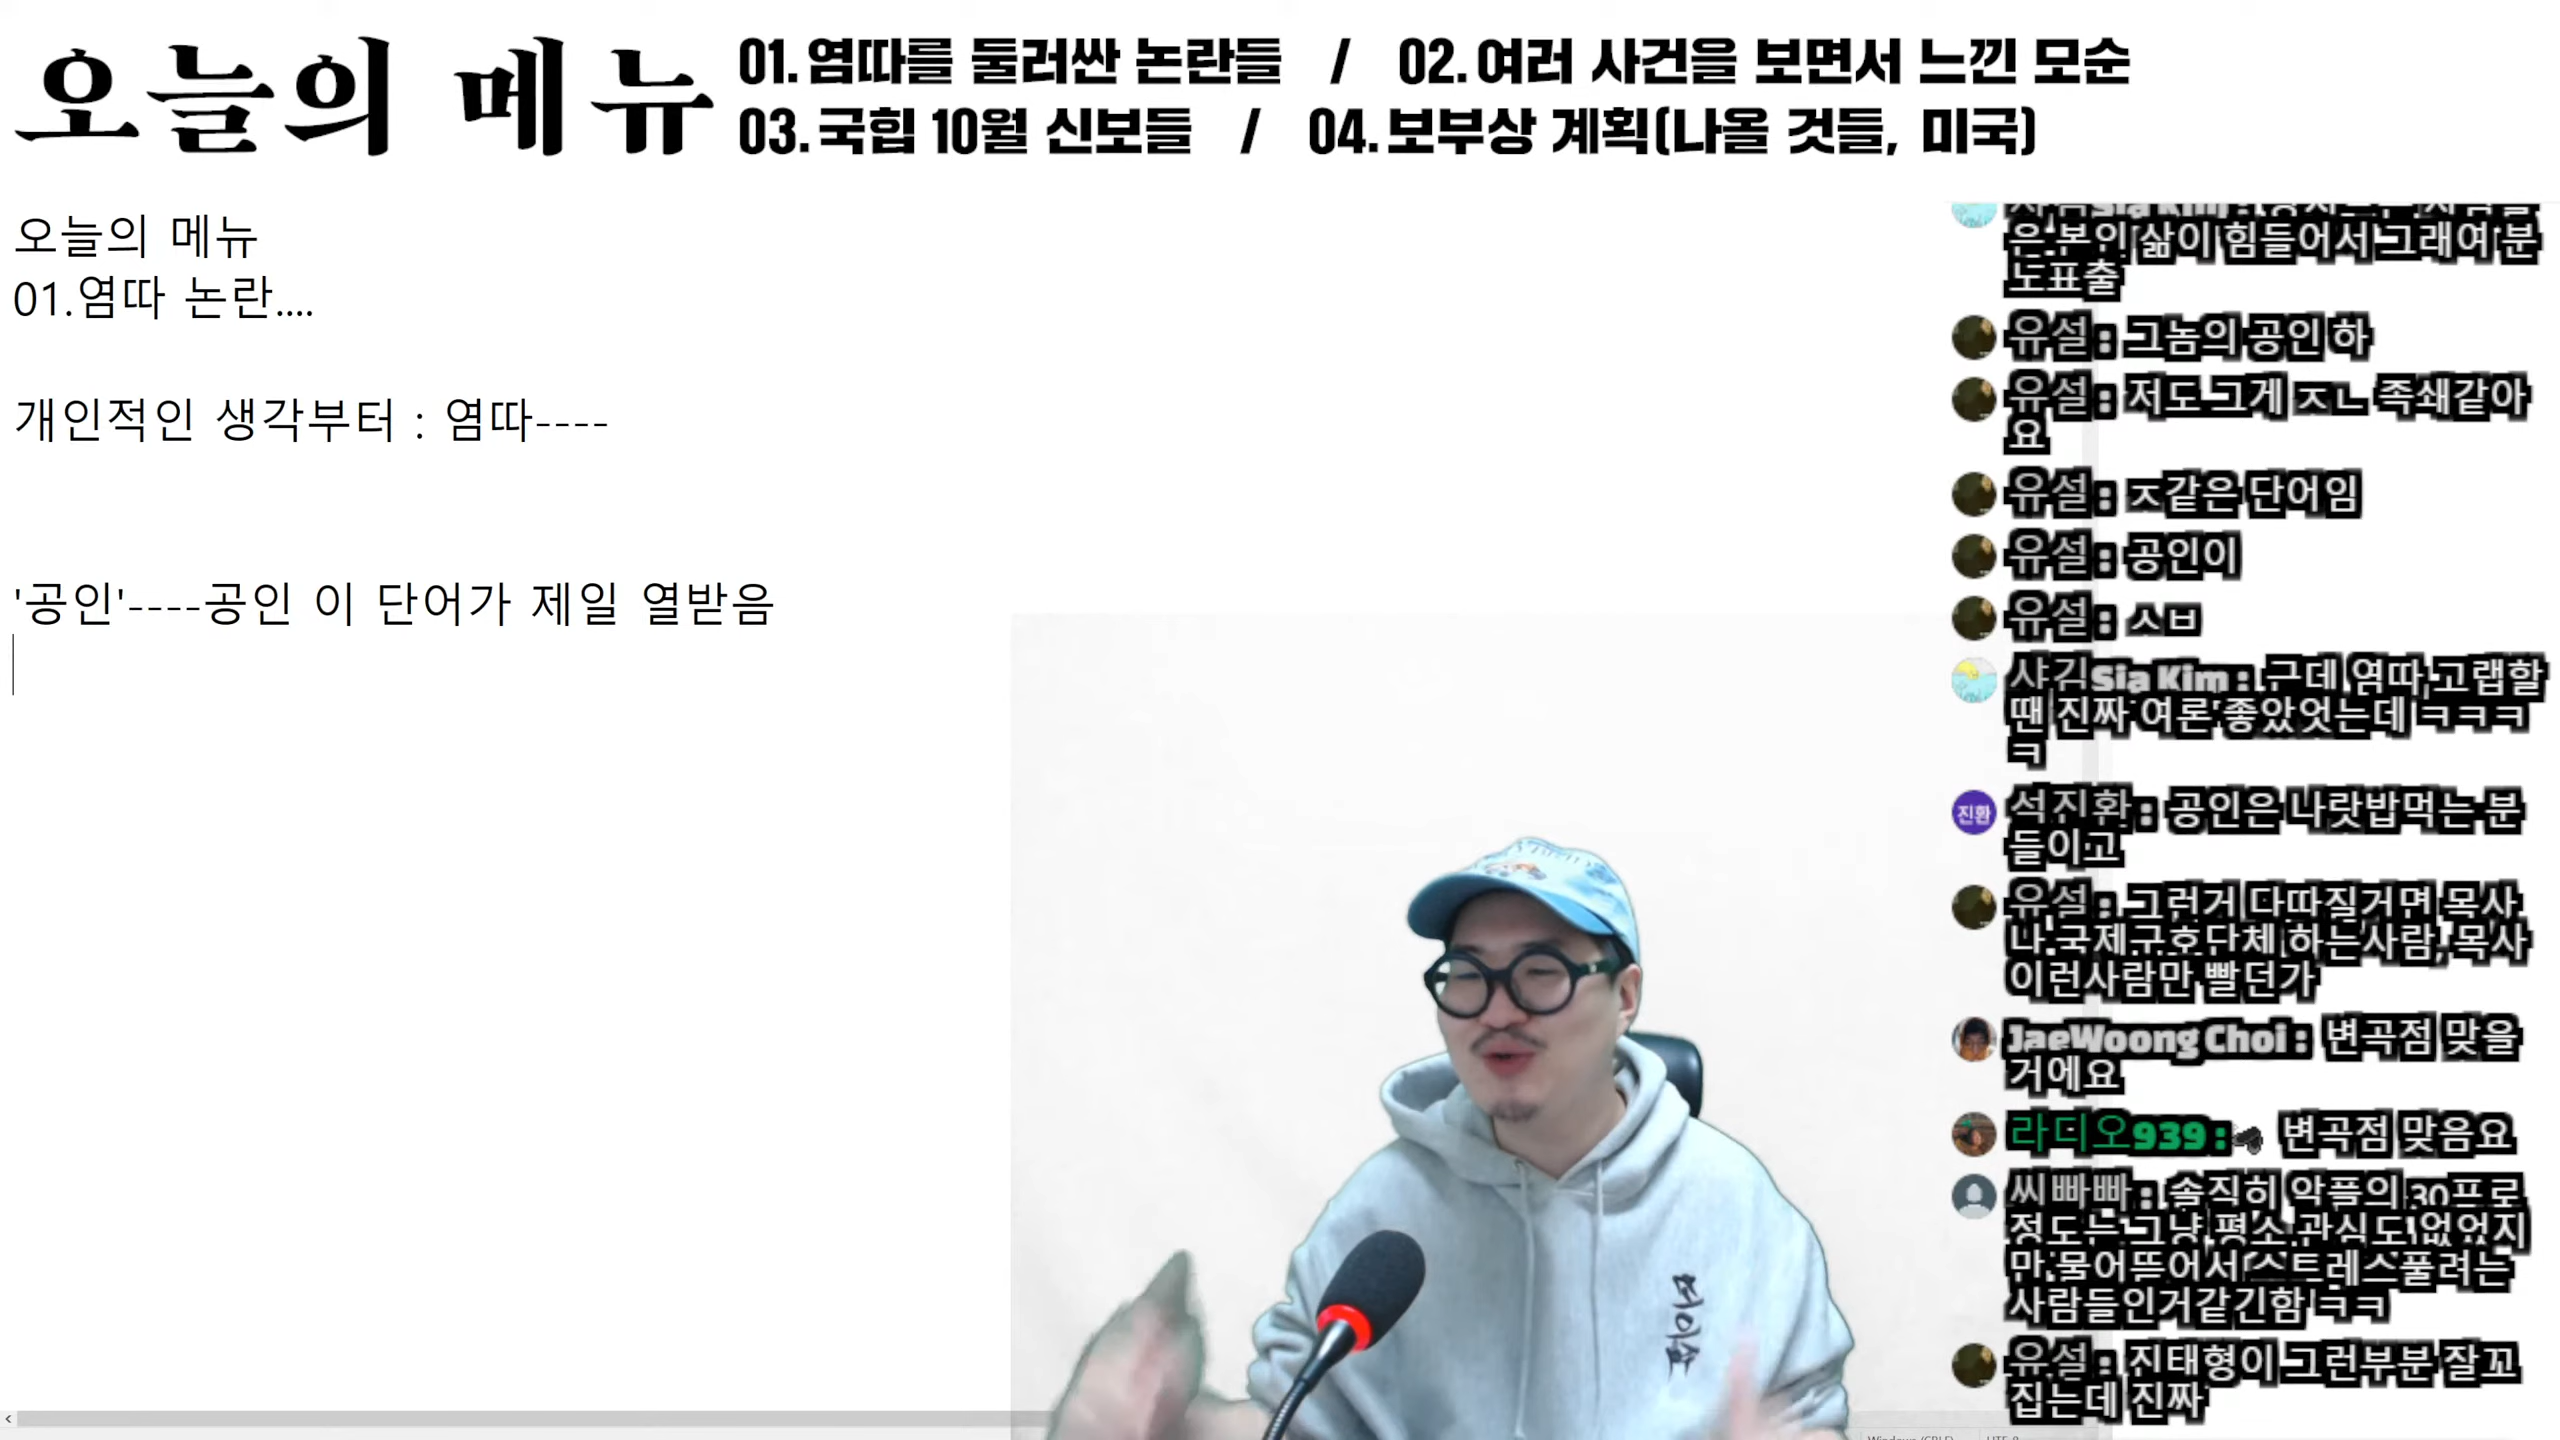 오늘의 메뉴
01. 염따를 둘러싼 논란들 / 02. 여러 사건을 보면서 느낀 모순
03. 국힙 10월 신보들 / 04. 보부상 계획(나올 것들, 미국)
오늘의 메뉴
01.염따 논란....
개인적인 생각부터 : 염따----
'공인'----공인 이 단어가 제일 열받음
은 본인 삶이 힘들어서 그래여 분
노표출
유설 : 그놈의 공인 하
유설 : 저도 그게 ㅈㄴ 족쇄같아
요
유설 : ㅈ같은 단어임
유설 : 공인이
유설 : ㅅㅂ
샤김Sia Kim : 근데 염따 고랩할
땐 진짜 여론 좋았엇는데 ㅋㅋㅋ
ㅋ
진환
석진환 : 공인은 나랏밥먹는 분
들이고
유설 : 그런거 다따질거면 목사
나 국제구호단체 하는사람, 목사
이런사람만 빨던가
JaeWoong Choi : 변곡점 맞을
거에요
라디오939 : 변곡점 맞음요
씨빠빠 : 솔직히 악플의 30프로
정도는 그냥 평소 관심도 없었지
만 물어뜯어서 스트레스풀려는
사람들인거같긴함 ㅋㅋ
유설 : 진태형이 그런부분 잘꼬
집는데 진짜
머이삶